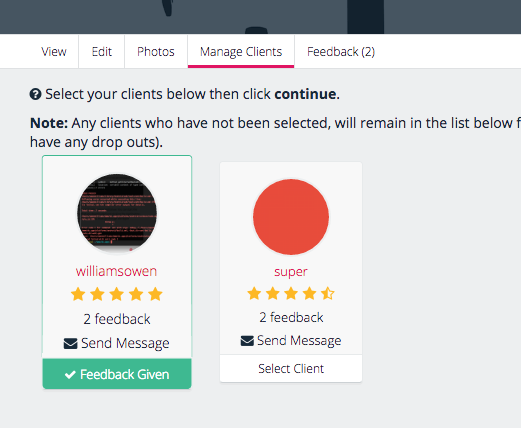 View Edit Photos Manage Clients Feedback (2)
Select your clients below then click continue.
Note: Any clients who have not been selected, will remain in the list below f
have any drop outs).
williamsowen
2 feedback
Send Message
Feedback Given
super
2 feedback
Send Message
Select Client